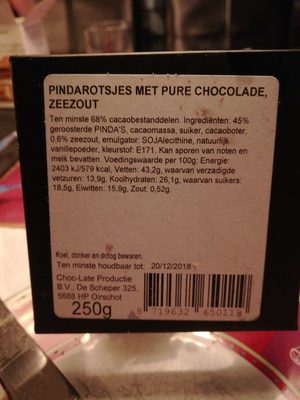 PINDAROTSJES MET PURE CHOCOLADE,
ZEEZOUT
Ten minste 68% cacaobestanddelen. Ingrediënten: 45%
geroosterde PINDA'S, cacaomassa, suiker, cacaoboter,
0,6% zeezout, emulgator: SOJAlecithine, natuurlijk
vanillepoeder, kleurstof: E171. Kan sporen van noten en
melk bevatten. Voedingswaarde per 100g: Energie:
2403 kJ/579 kcal, Vetten: 43,2g, waarvan verzadigde
vetzuren: 13,9g, Koolhydraten: 26,1g, waarvan suikers:
18,5g, Eiwitten: 15,9g, Zout: 0,52g.
Koel, donker en droog bewaren.
Ten minste houdbaar tot: 20/12/2018
Choc-Late Productie
B.V., De Scheper 325,
5688 HP Oirschot
250g
8 719632 650119